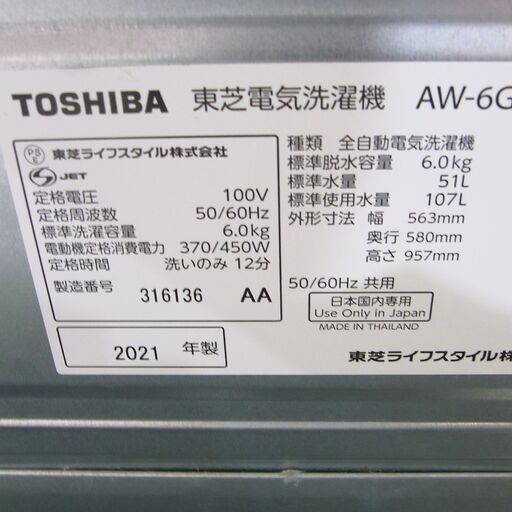 TOSHIBA 東芝電気洗濯機 AW-6G
PS E 東芝ライフスタイル株式会社
S JET
定格電圧 100V
定格周波数 50/60Hz
標準洗濯容量 6.0kg
電動機定格消費電力 370/450W
定格時間 洗いのみ 12分
製造番号 316136 AA
2021 年製
種類 全自動電気洗濯機
標準脱水容量 6.0kg
標準水量 51L
標準使用水量 107L
外形寸法 幅 563mm
奥行 580mm
高さ 957mm
50/60Hz 共用
日本国内専用
Use Only in Japan
MADE IN THAILAND
東芝ライフスタイル株